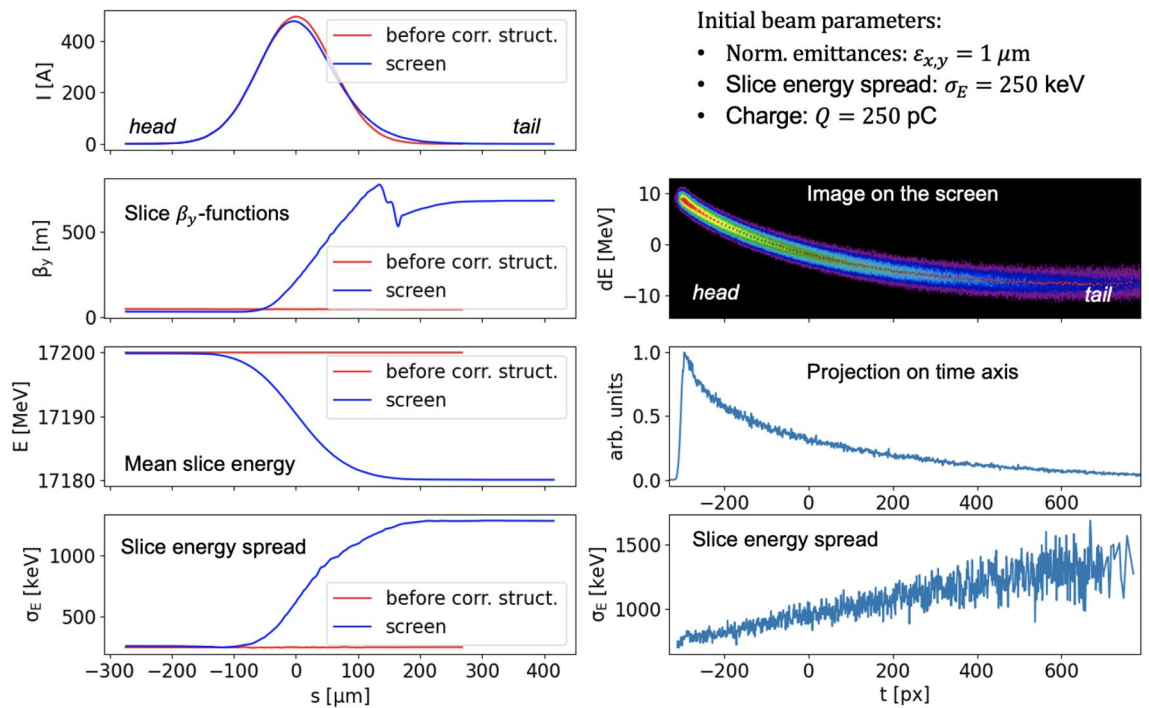 400
200
0
I [A]
before corr. struct.
screen
head
tail
Initial beam parameters:
• Norm. emittances: εx,y = 1 μm
• Slice energy spread: σE = 250 keV
• Charge: Q = 250 pC
500
0
βy [m]
Slice βy-functions
before corr. struct.
screen
10
0
−10
dE [MeV]
Image on the screen
head
tail
17200
17190
17180
E [MeV]
before corr. struct.
screen
Mean slice energy
1.0
0.5
0.0
arb. units
Projection on time axis
−200 0 200 400 600
1000
500
σE [keV]
Slice energy spread
before corr. struct.
screen
−300 −200 −100 0 100 200 300 400
s [μm]
1500
1000
σE [keV]
Slice energy spread
−200 0 200 400 600
t [px]